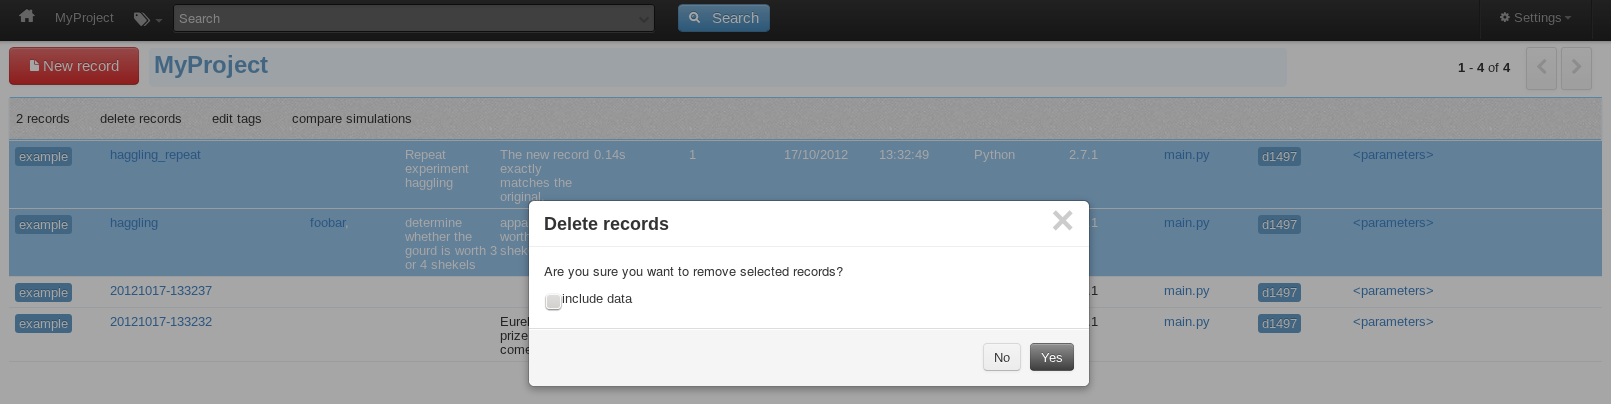 MyProject Search Search Settings
New record MyProject 1 - 4 of 4
2 records delete records edit tags compare simulations
example haggling_repeat Repeat The new record 0.14s 1 17/10/2012 13:32:49 Python 2.7.1 main.py d1497 <parameters>
experiment exactly
haggling matches the
original.
example haggling foobar determine 1 main.py d1497 <parameters>
whether the worth
gourd is worth 3
or 4 shekels
Delete records
Are you sure you want to remove selected records?
include data
example 20121017-133237 .1 main.py d1497 <parameters>
example 20121017-133232 .1 main.py d1497 <parameters>
prize
come
No Yes